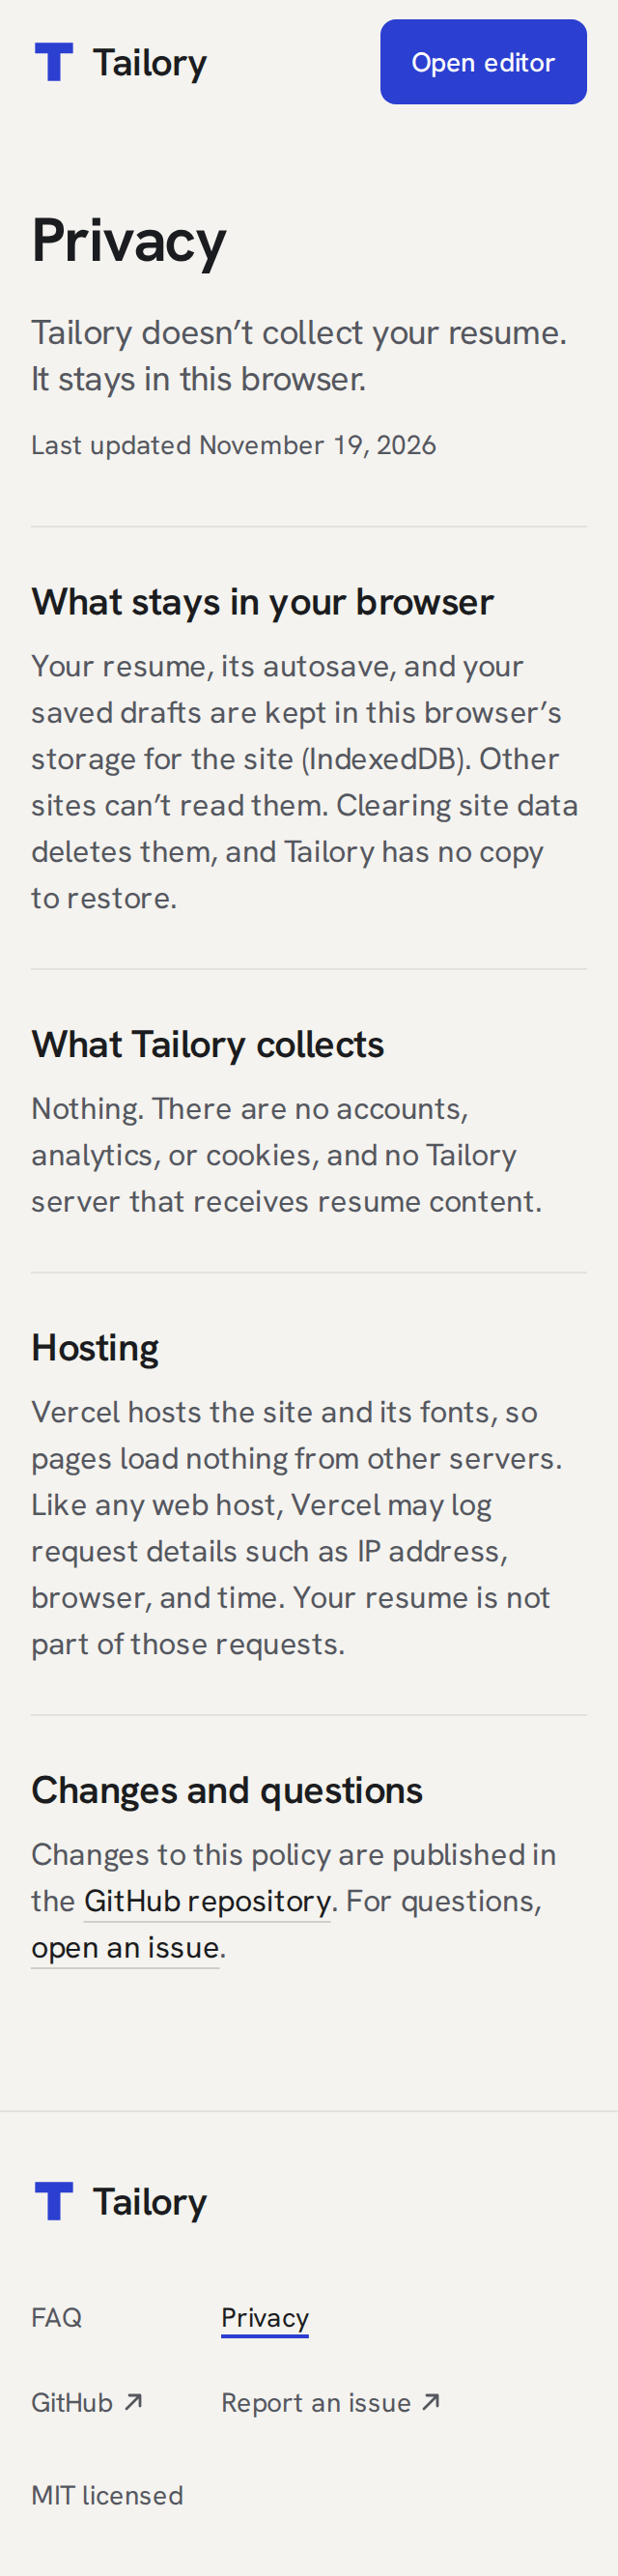 Tailory
Open editor
Privacy
Tailory doesn’t collect your resume.
It stays in this browser.
Last updated November 19, 2026
What stays in your browser
Your resume, its autosave, and your
saved drafts are kept in this browser’s
storage for the site (IndexedDB). Other
sites can’t read them. Clearing site data
deletes them, and Tailory has no copy
to restore.
What Tailory collects
Nothing. There are no accounts,
analytics, or cookies, and no Tailory
server that receives resume content.
Hosting
Vercel hosts the site and its fonts, so
pages load nothing from other servers.
Like any web host, Vercel may log
request details such as IP address,
browser, and time. Your resume is not
part of those requests.
Changes and questions
Changes to this policy are published in
the GitHub repository. For questions,
open an issue.
Tailory
FAQ
Privacy
GitHub ↗
Report an issue ↗
MIT licensed